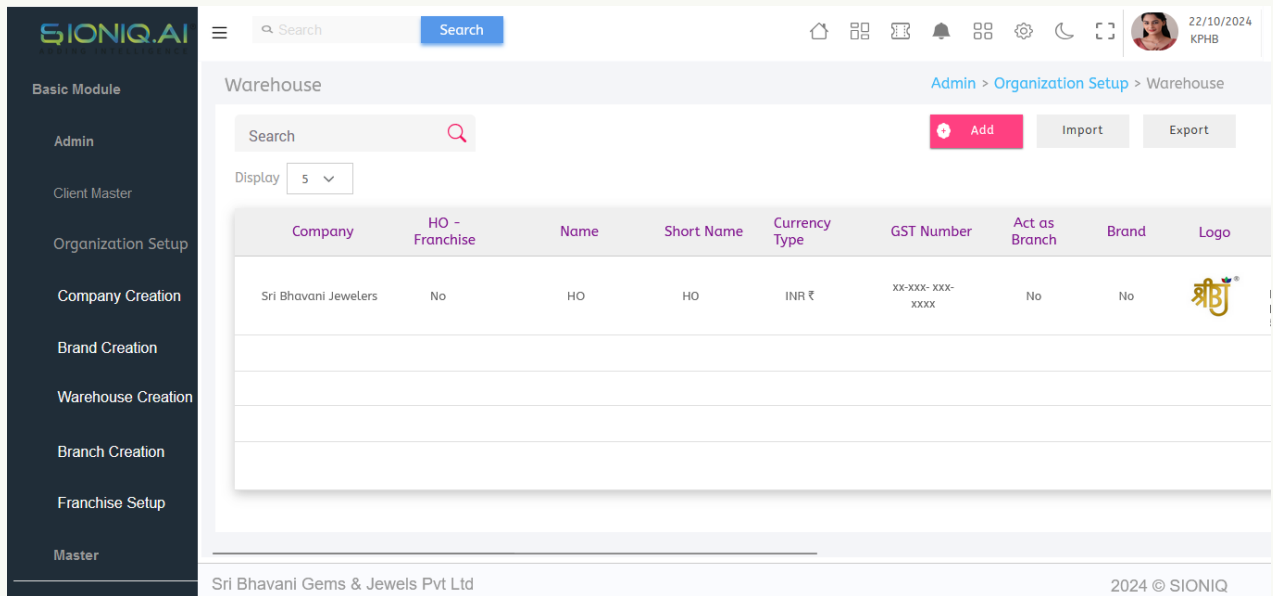 SIONIQ.AI
Search
Search
22/10/2024
KPHB
Basic Module
Admin
Client Master
Organization Setup
Company Creation
Brand Creation
Warehouse Creation
Branch Creation
Franchise Setup
Master
Warehouse
Admin > Organization Setup > Warehouse
Search
Add
Import
Export
Display 5
Company
HO -
Franchise
Name
Short Name
Currency
Type
GST Number
Act as
Branch
Brand
Logo
Sri Bhavani Jewelers
No
HO
HO
INR ₹
xx-xxx- xxx-
xxxx
No
No
श्रीBJ ®
Sri Bhavani Gems & Jewels Pvt Ltd
2024 © SIONIQ